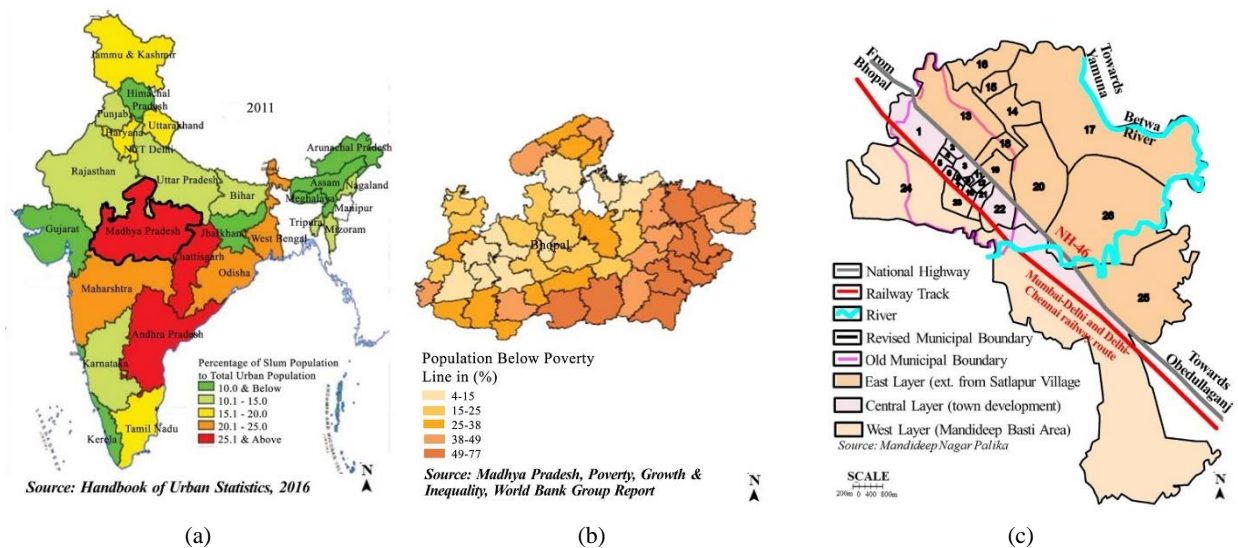 Jammu & Kashmir
Himachal
Pradesh
2011
Punjab
Uttarakhand
Haryana
NCT Delhi
Arunachal Pradesh
Rajasthan
Uttar Pradesh
Assam
Nagaland
Bihar
Meghalaya
Manipur
Tripura
Mizoram
Gujarat
Madhya Pradesh
Jharkhand
West Bengal
Chattisgarh
Odisha
Maharashtra
Andhra Pradesh
Karnataka
Kerela
Tamil Nadu
Percentage of Slum Population
to Total Urban Population
10.0 & Below
10.1 - 15.0
15.1 - 20.0
20.1 - 25.0
25.1 & Above
N
Source: Handbook of Urban Statistics, 2016
(a)
Bhopal
Population Below Poverty
Line in (%)
4-15
15-25
25-38
38-49
49-77
Source: Madhya Pradesh, Poverty, Growth &
Inequality, World Bank Group Report
N
(b)
From
Bhopal
Towards
Yamuna
Betwa
River
16
15
14
13
17
1
2
3
18
19
20
24
22
21
23
26
25
NH-46
Mumbai-Delhi and Delhi-
Chennai railway route
Towards
Obedullaganj
National Highway
Railway Track
River
Revised Municipal Boundary
Old Municipal Boundary
East Layer (ext. from Satlapur Village
Central Layer (town development)
West Layer (Mandideep Basti Area)
Source: Mandideep Nagar Palika
SCALE
200m 0 400 800m
N
(c)